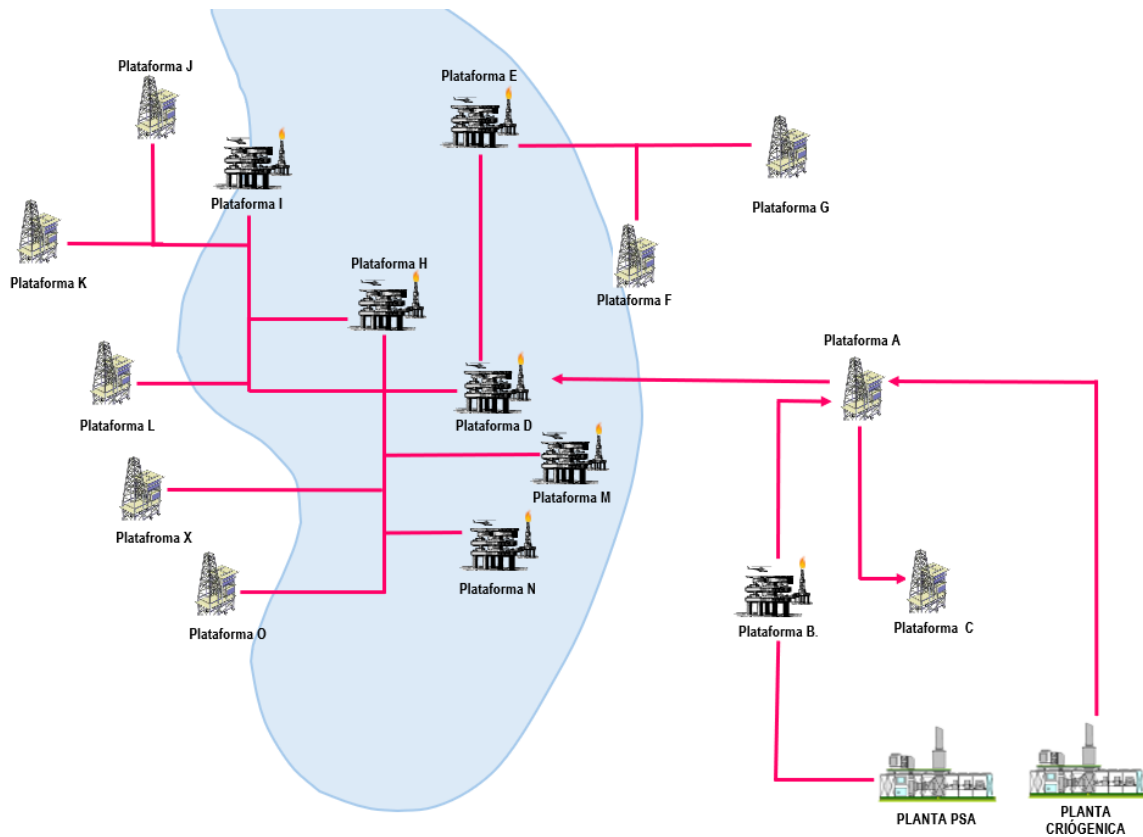 Plataforma J
Plataforma E
Plataforma I
Plataforma G
Plataforma H
Plataforma K
Plataforma F
Plataforma A
Plataforma L
Plataforma D
Plataforma M
Platafroma X
Plataforma N
Plataforma O
Plataforma B.
Plataforma C
PLANTA PSA
PLANTA
CRIÓGENICA